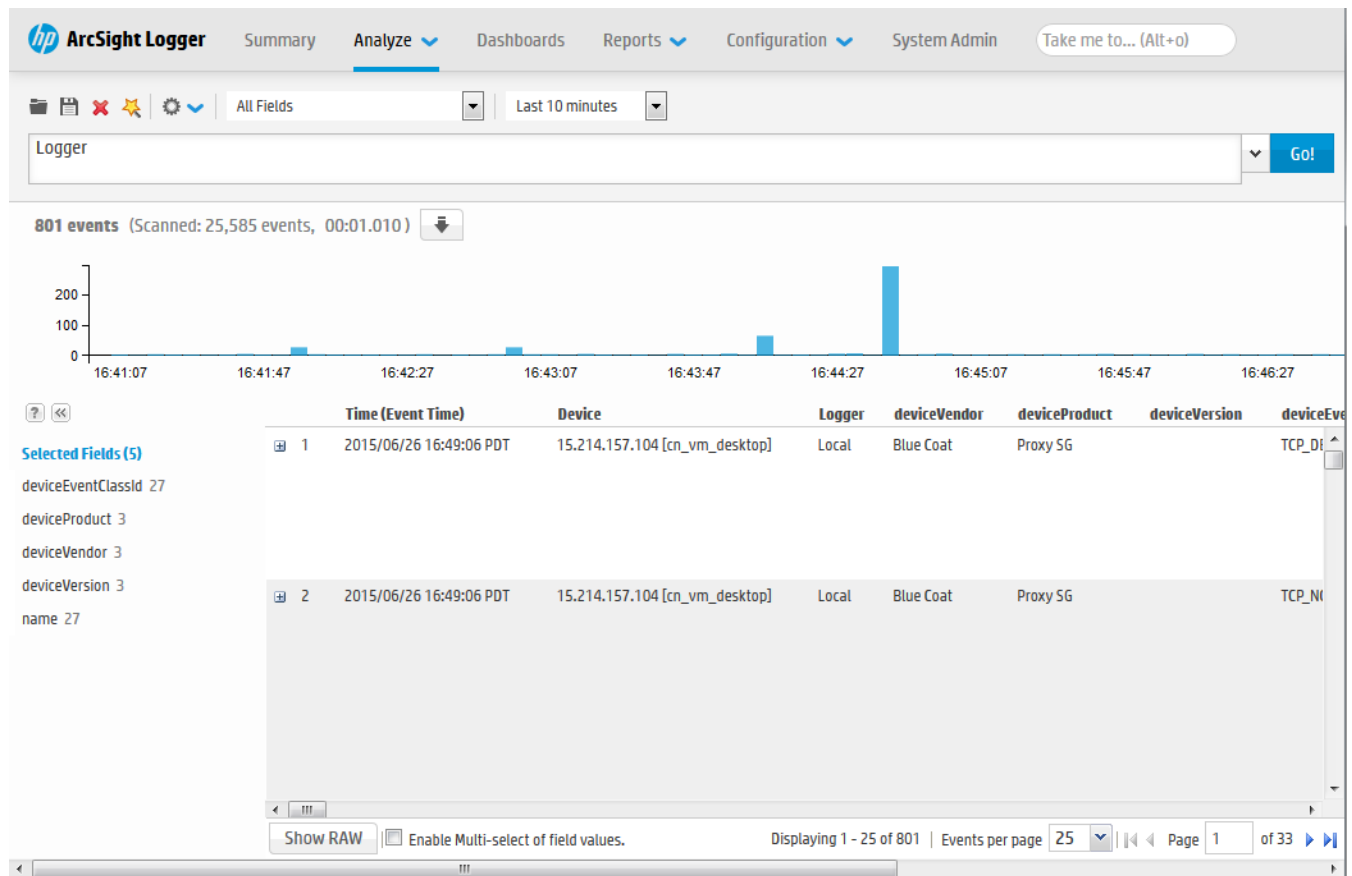 hp ArcSight Logger Summary Analyze Dashboards Reports Configuration System Admin Take me to... (Alt+o)
All Fields Last 10 minutes
Logger Go!
801 events (Scanned: 25,585 events, 00:01.010 )
200
100
0
16:41:07 16:41:47 16:42:27 16:43:07 16:43:47 16:44:27 16:45:07 16:45:47 16:46:27
? Time (Event Time) Device Logger deviceVendor deviceProduct deviceVersion deviceEve
1 2015/06/26 16:49:06 PDT 15.214.157.104 [cn_vm_desktop] Local Blue Coat Proxy SG TCP_DE
Selected Fields (5)
deviceEventClassId 27
deviceProduct 3
deviceVendor 3
deviceVersion 3
2 2015/06/26 16:49:06 PDT 15.214.157.104 [cn_vm_desktop] Local Blue Coat Proxy SG TCP_NO
name 27
Show RAW Enable Multi-select of field values. Displaying 1 - 25 of 801 | Events per page 25 Page 1 of 33